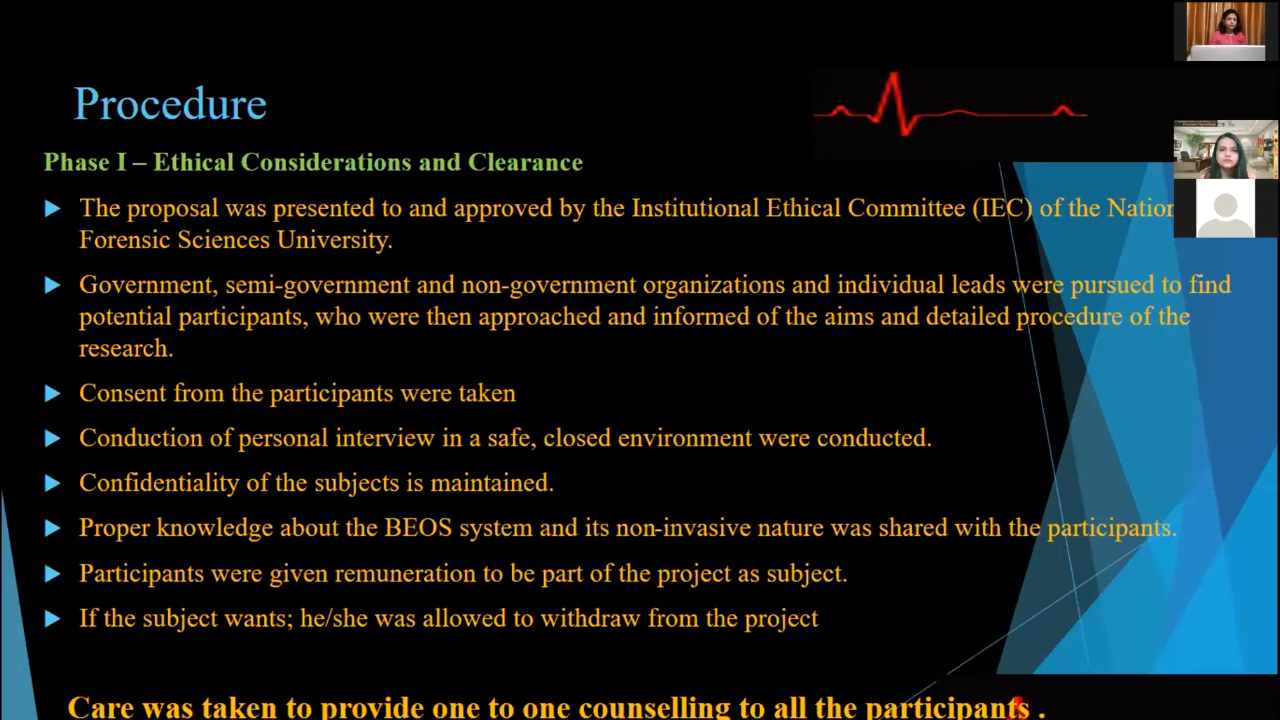 Procedure
Phase I – Ethical Considerations and Clearance
The proposal was presented to and approved by the Institutional Ethical Committee (IEC) of the Nation
Forensic Sciences University.
Government, semi-government and non-government organizations and individual leads were pursued to find
potential participants, who were then approached and informed of the aims and detailed procedure of the
research.
Consent from the participants were taken
Conduction of personal interview in a safe, closed environment were conducted.
Confidentiality of the subjects is maintained.
Proper knowledge about the BEOS system and its non-invasive nature was shared with the participants.
Participants were given remuneration to be part of the project as subject.
If the subject wants; he/she was allowed to withdraw from the project
Care was taken to provide one to one counselling to all the participants .